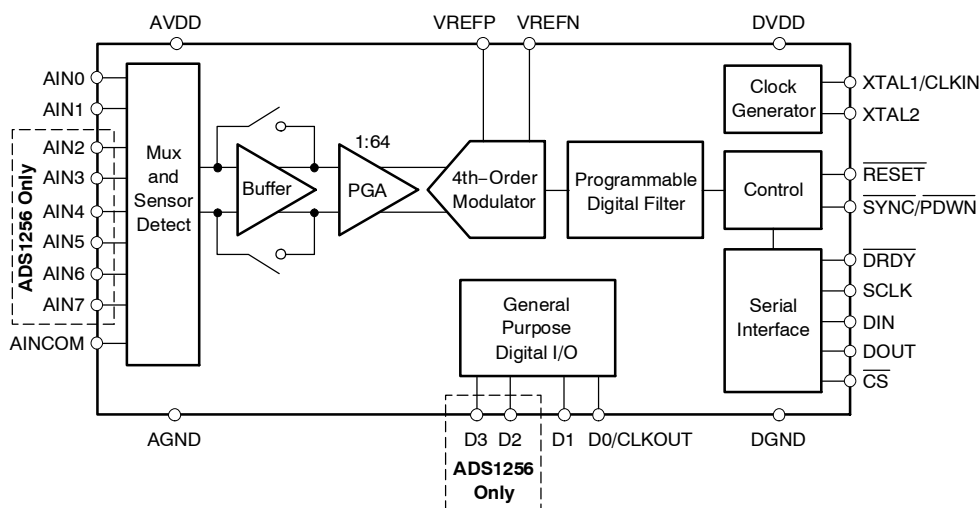 AVDD
VREFP
VREFN
DVDD
AIN0
AIN1
AIN2
AIN3
AIN4
AIN5
AIN6
AIN7
AINCOM
ADS1256 Only
Mux
and
Sensor
Detect
Buffer
1:64
PGA
4th–Order
Modulator
Programmable
Digital Filter
Clock
Generator
XTAL1/CLKIN
XTAL2
Control
RESET
SYNC/PDWN
Serial
Interface
DRDY
SCLK
DIN
DOUT
CS
General
Purpose
Digital I/O
AGND
D3
D2
D1
D0/CLKOUT
DGND
ADS1256
Only